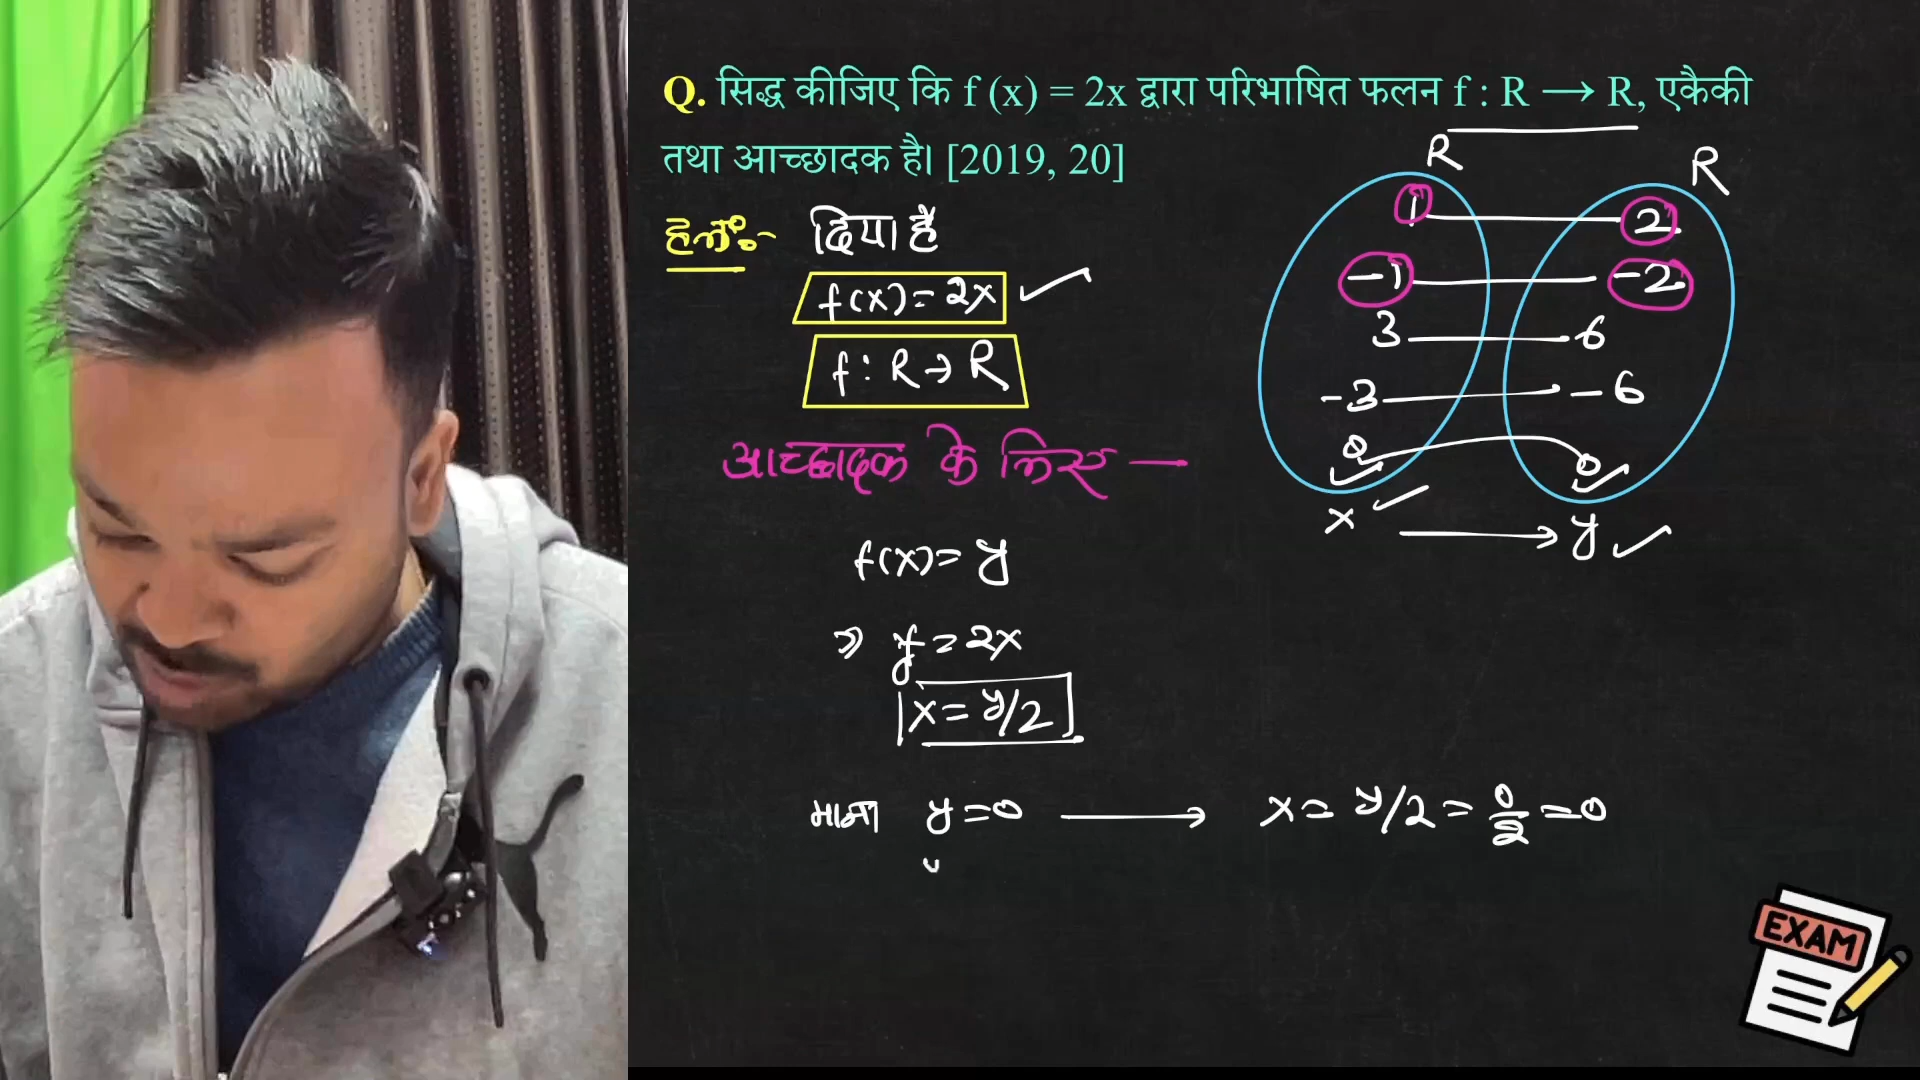 Q. सिद्ध कीजिए कि f (x) = 2x द्वारा परिभाषित फलन f : R → R, एकैकी
तथा आच्छादक है। [2019, 20]
हल:- दिया है
f(x) = 2x
f : R → R
आच्छादक के लिए —
f(x) = y
⇒ y = 2x
x = y/2
माना y = 0 → x = y/2 = 0/2 = 0
R R
1 2
-1 -2
3 6
-3 -6
0 0
x → y
EXAM